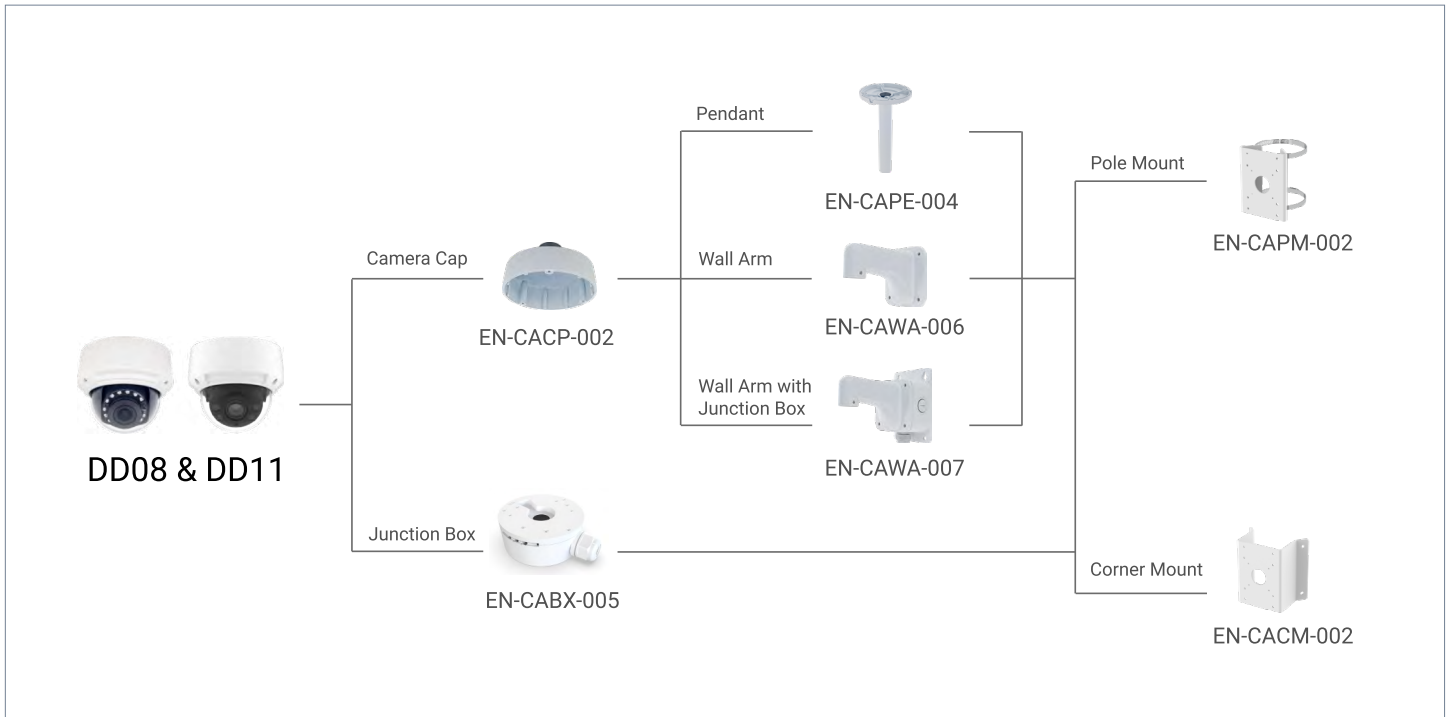 Pendant
EN-CAPE-004
Pole Mount
EN-CAPM-002
Camera Cap
EN-CACP-002
Wall Arm
EN-CAWA-006
Wall Arm with
Junction Box
EN-CAWA-007
DD08 & DD11
Junction Box
EN-CABX-005
Corner Mount
EN-CACM-002